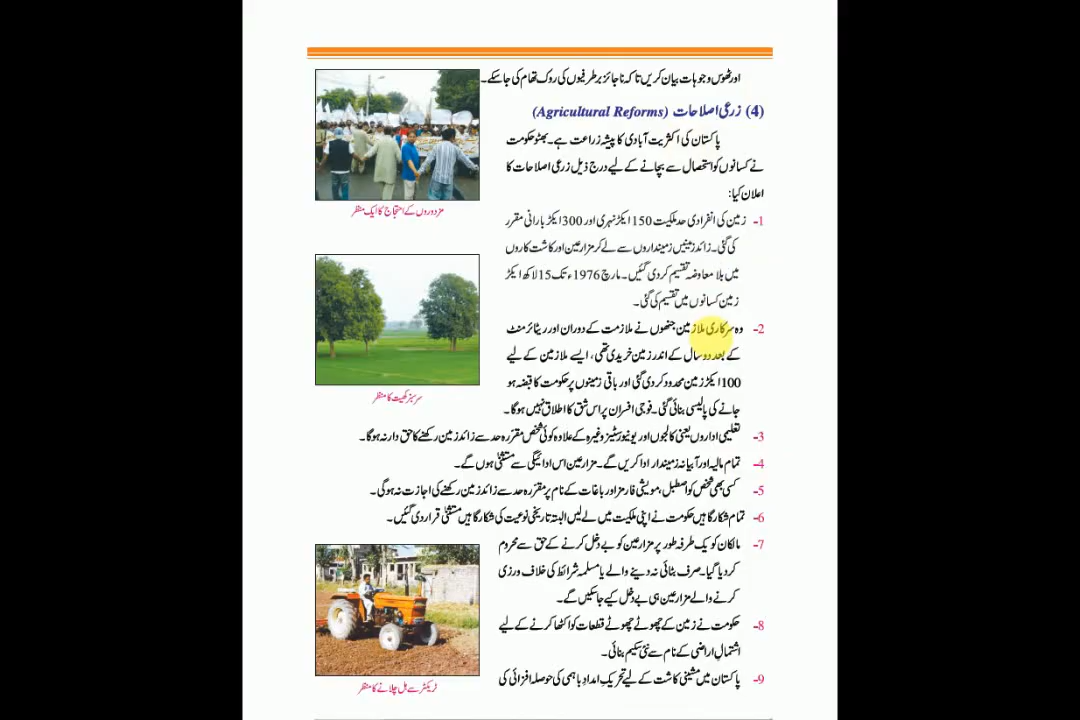 اور ٹھوس وجوہات بیان کریں تاکہ ناجائز برطرفیوں کی روک تھام کی جا سکے۔
(4) زرعی اصلاحات (Agricultural Reforms)
پاکستان کی اکثریت آبادی کا پیشہ زراعت ہے۔ بھٹو حکومت
نے کسانوں کو استحصال سے بچانے کے لیے درج ذیل زرعی اصلاحات کا
اعلان کیا:
1- زمین کی انفرادی حد ملکیت 150 ایکڑ نہری اور 300 ایکڑ بارانی مقرر
کی گئی۔ زائد زمینیں زمینداروں سے لے کر مزارعین اور کاشت کاروں
میں بلا معاوضہ تقسیم کر دی گئیں۔ مارچ 1976ء تک 15 لاکھ ایکڑ
زمین کسانوں میں تقسیم کی گئی۔
2- وہ سرکاری ملازمین جنھوں نے ملازمت کے دوران اور ریٹائرمنٹ
کے بعد دو سال کے اندر زمین خریدی تھی، ایسے ملازمین کے لیے
100 ایکڑ زمین محدود کر دی گئی اور باقی زمینوں پر حکومت کا قبضہ ہو
جانے کی پالیسی بنائی گئی۔ فوجی افسران پر اس شق کا اطلاق نہیں ہوگا۔
3- تعلیمی اداروں یعنی کالجوں اور یونیورسٹیز وغیرہ کے علاوہ کوئی شخص مقررہ حد سے زائد زمین رکھنے کا حق دار نہ ہوگا۔
4- تمام مالیہ اور آبیانہ زمیندار ادا کریں گے۔ مزارعین اس ادائیگی سے مستثنیٰ ہوں گے۔
5- کسی بھی شخص کو اصطبل، مویشی فارمز اور باغات کے نام پر مقررہ حد سے زائد زمین رکھنے کی اجازت نہ ہوگی۔
6- تمام شکار گاہیں حکومت نے اپنی ملکیت میں لے لیں البتہ تاریخی نوعیت کی شکار گاہیں مستثنیٰ قرار دی گئیں۔
7- مالکان کو یک طرفہ طور پر مزارعین کو بے دخل کرنے کے حق سے محروم
کر دیا گیا۔ صرف بٹائی نہ دینے والے یا مسلمہ شرائط کی خلاف ورزی
کرنے والے مزارعین ہی بے دخل کیے جا سکیں گے۔
8- حکومت نے زمین کے چھوٹے چھوٹے قطعات کو اکٹھا کرنے کے لیے
اشتمال اراضی کے نام سے نئی سکیم بنائی۔
9- پاکستان میں مشینی کاشت کے لیے تحریک امداد باہمی کی حوصلہ افزائی کی
مزدوروں کے احتجاج کا ایک منظر
سرسبز کھیت کا منظر
ٹریکٹر سے ہل چلانے کا منظر